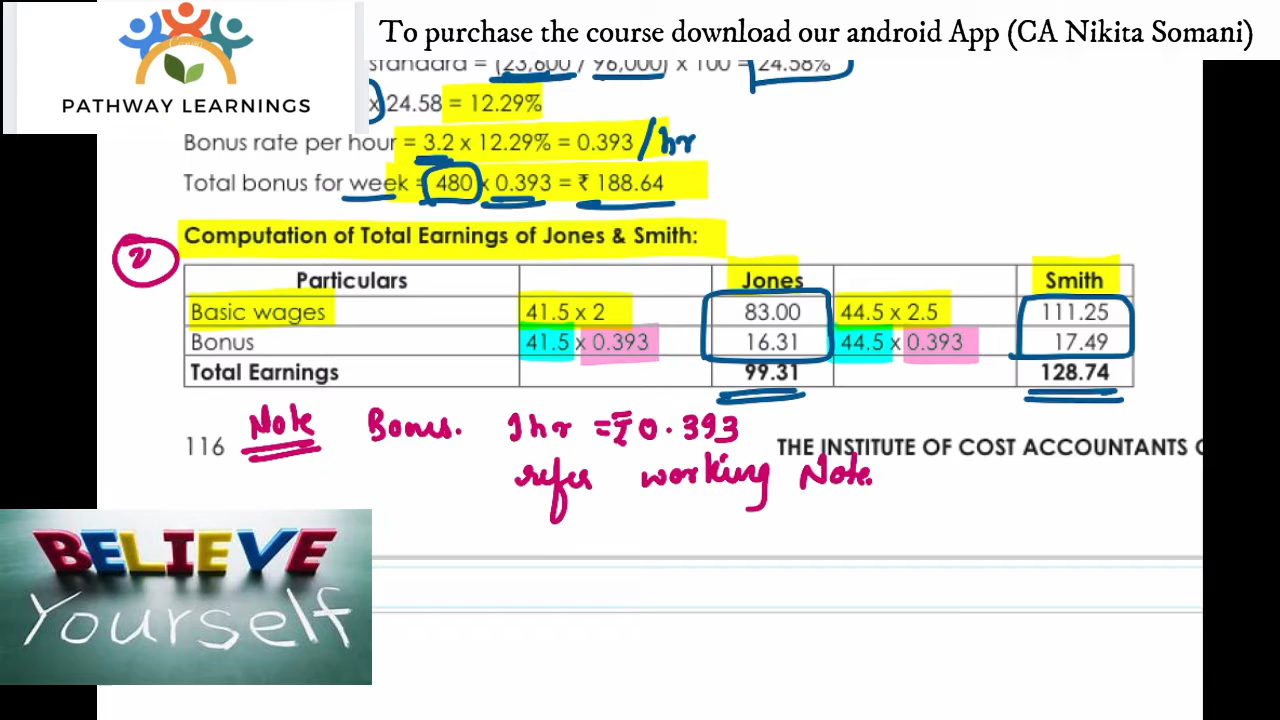 To purchase the course download our android App (CA Nikita Somani)
PATHWAY LEARNINGS
standard = (23,600 / 96,000) x 100 = 24.58%
x 24.58 = 12.29%
Bonus rate per hour = 3.2 x 12.29% = 0.393 /hr
Total bonus for week = 480 x 0.393 = ₹ 188.64
Computation of Total Earnings of Jones & Smith:
Particulars Jones Smith
Basic wages 41.5 x 2 83.00 44.5 x 2.5 111.25
Bonus 41.5 x 0.393 16.31 44.5 x 0.393 17.49
Total Earnings 99.31 128.74
Note Bonus. 1 hr = ₹0.393
116 THE INSTITUTE OF COST ACCOUNTANTS
refer working Note.
BELIEVE
Yourself